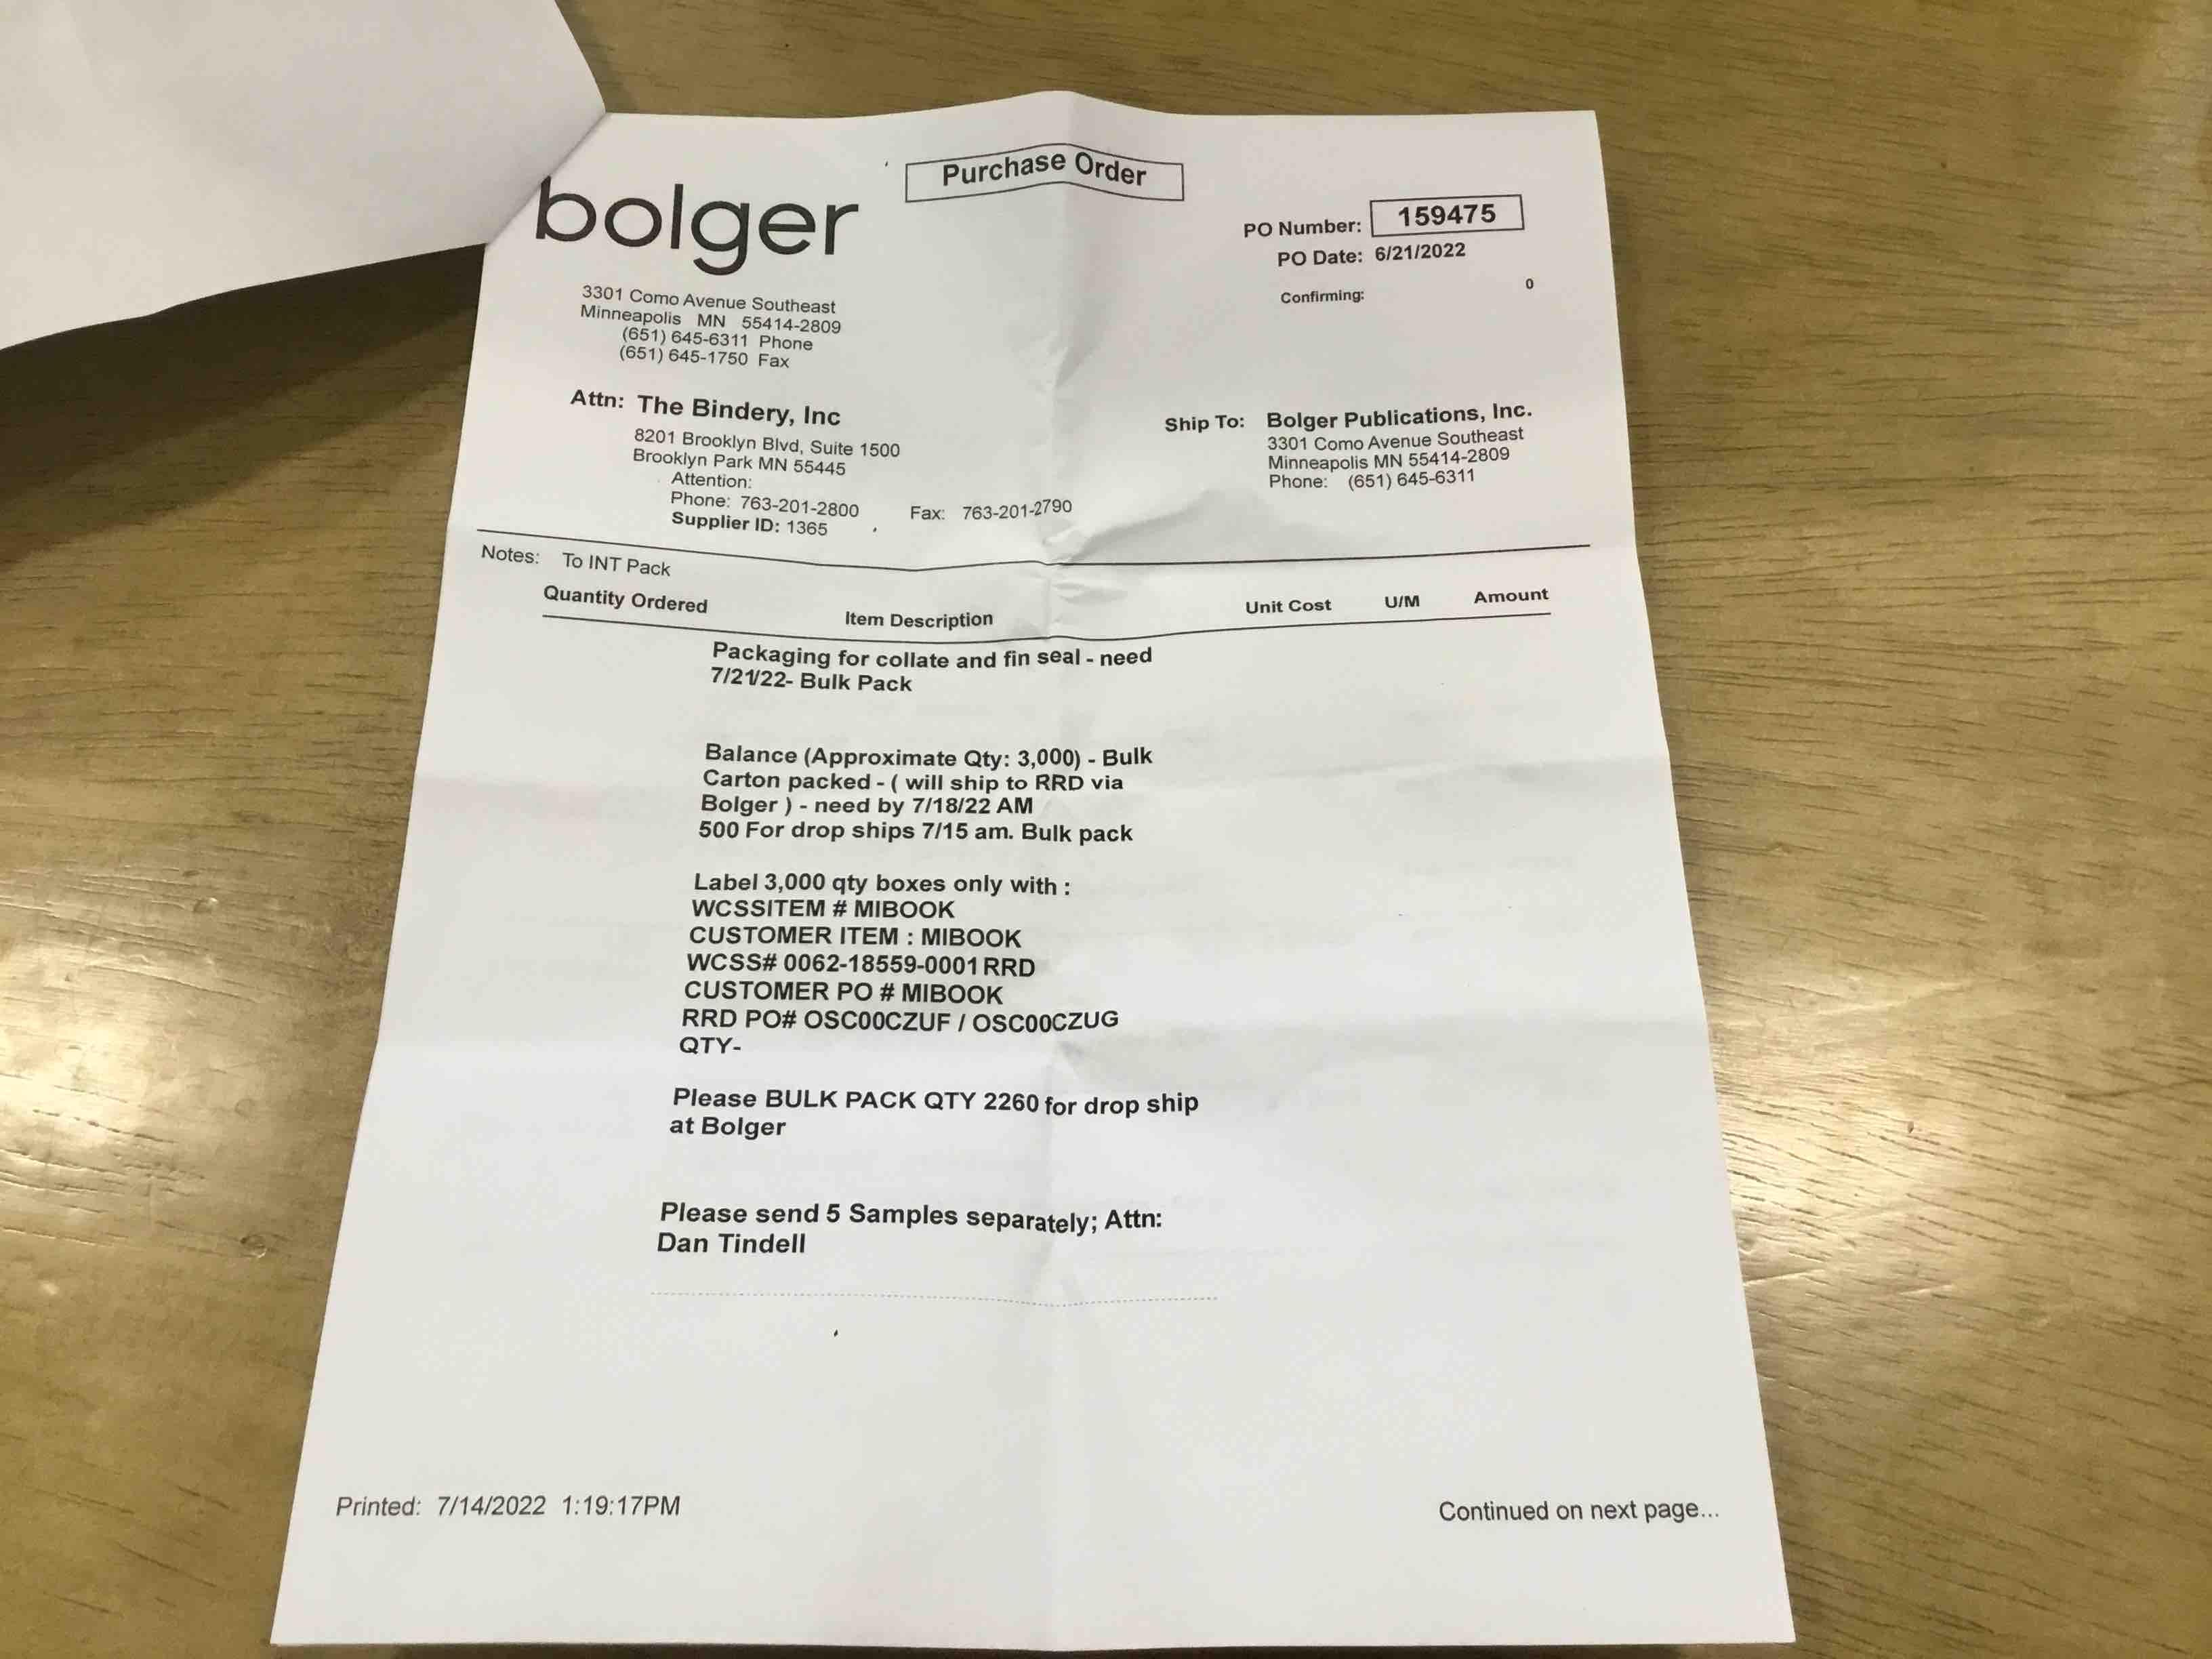 Purchase Order
bolger
PO Number: 159475
PO Date: 6/21/2022
Confirming: 0
3301 Como Avenue Southeast
Minneapolis MN 55414-2809
(651) 645-6311 Phone
(651) 645-1750 Fax
Attn: The Bindery, Inc
8201 Brooklyn Blvd, Suite 1500
Brooklyn Park MN 55445
Attention:
Phone: 763-201-2800 Fax: 763-201-2790
Supplier ID: 1365
Ship To: Bolger Publications, Inc.
3301 Como Avenue Southeast
Minneapolis MN 55414-2809
Phone: (651) 645-6311
Notes: To INT Pack
Quantity Ordered Item Description Unit Cost U/M Amount
Packaging for collate and fin seal - need
7/21/22- Bulk Pack
Balance (Approximate Qty: 3,000) - Bulk
Carton packed - ( will ship to RRD via
Bolger ) - need by 7/18/22 AM
500 For drop ships 7/15 am. Bulk pack
Label 3,000 qty boxes only with :
WCSSITEM # MIBOOK
CUSTOMER ITEM : MIBOOK
WCSS# 0062-18559-0001 RRD
CUSTOMER PO # MIBOOK
RRD PO# OSC00CZUF / OSC00CZUG
QTY-
Please BULK PACK QTY 2260 for drop ship
at Bolger
Please send 5 Samples separately; Attn:
Dan Tindell
Printed: 7/14/2022 1:19:17PM
Continued on next page...